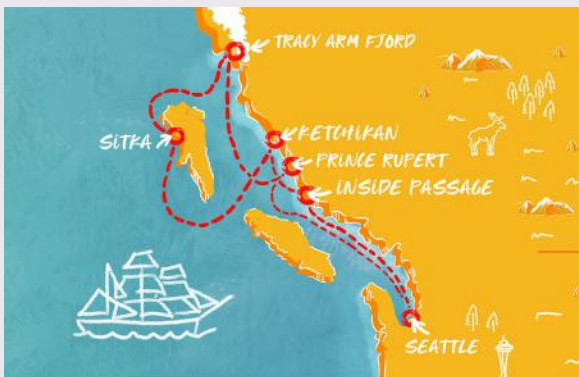 TRACY ARM FJORD
SITKA
KETCHIKAN
PRINCE RUPERT
INSIDE PASSAGE
SEATTLE